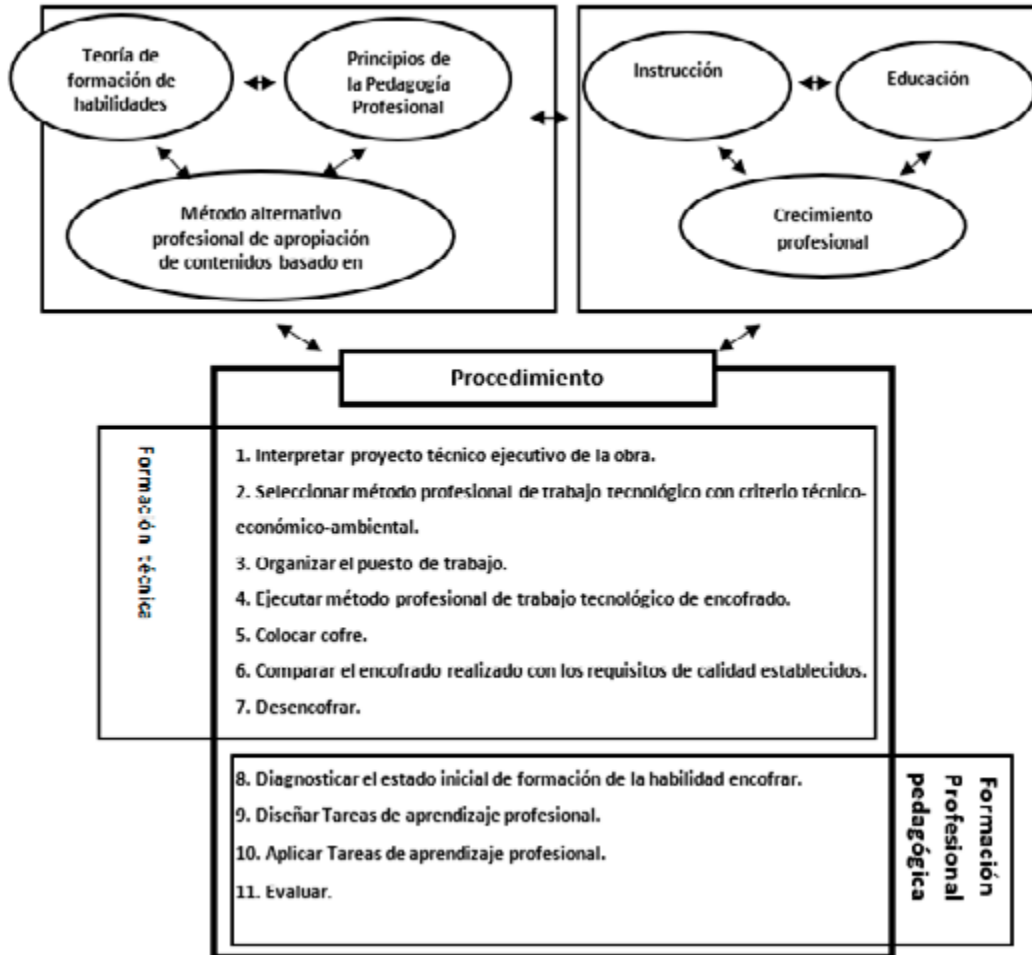 Teoría de
formación de
habilidades
Principios de
la Pedagogía
Profesional
Método alternativo
profesional de apropiación
de contenidos basado en
Instrucción
Educación
Crecimiento
profesional
Procedimiento
Formación técnica
1. Interpretar proyecto técnico ejecutivo de la obra.
2. Seleccionar método profesional de trabajo tecnológico con criterio técnico-
económico-ambiental.
3. Organizar el puesto de trabajo.
4. Ejecutar método profesional de trabajo tecnológico de encofrado.
5. Colocar cofre.
6. Comparar el encofrado realizado con los requisitos de calidad establecidos.
7. Desencofrar.
8. Diagnosticar el estado inicial de formación de la habilidad encofrar.
9. Diseñar Tareas de aprendizaje profesional.
10. Aplicar Tareas de aprendizaje profesional.
11. Evaluar.
Formación
Profesional
pedagógica